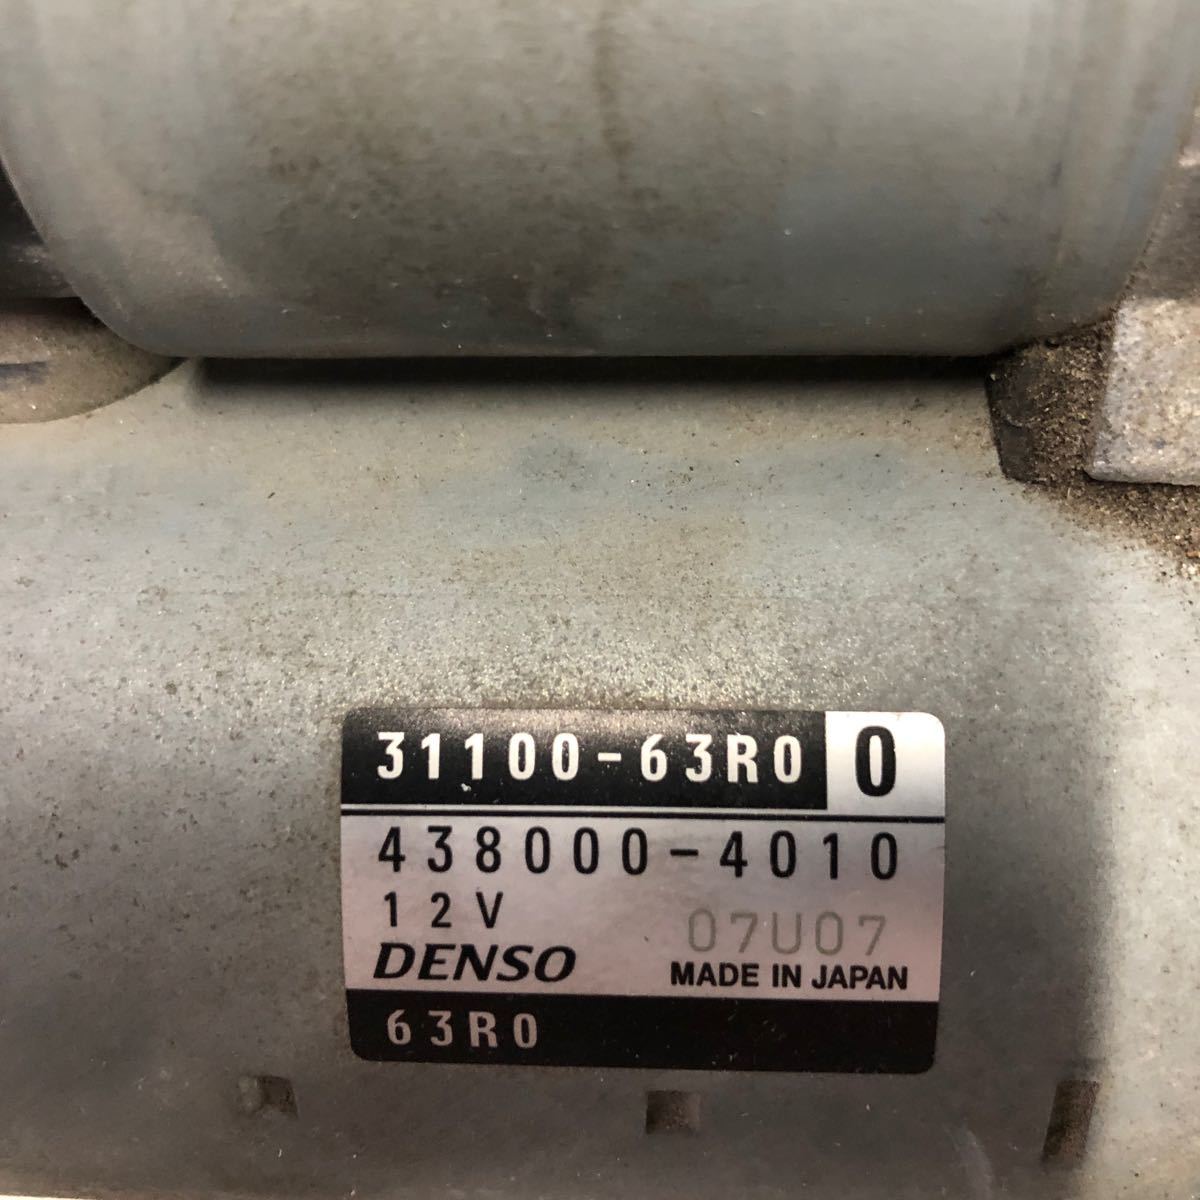 31100-63R0 0
438000-4010
12V 07U07
DENSO MADE IN JAPAN
63R0